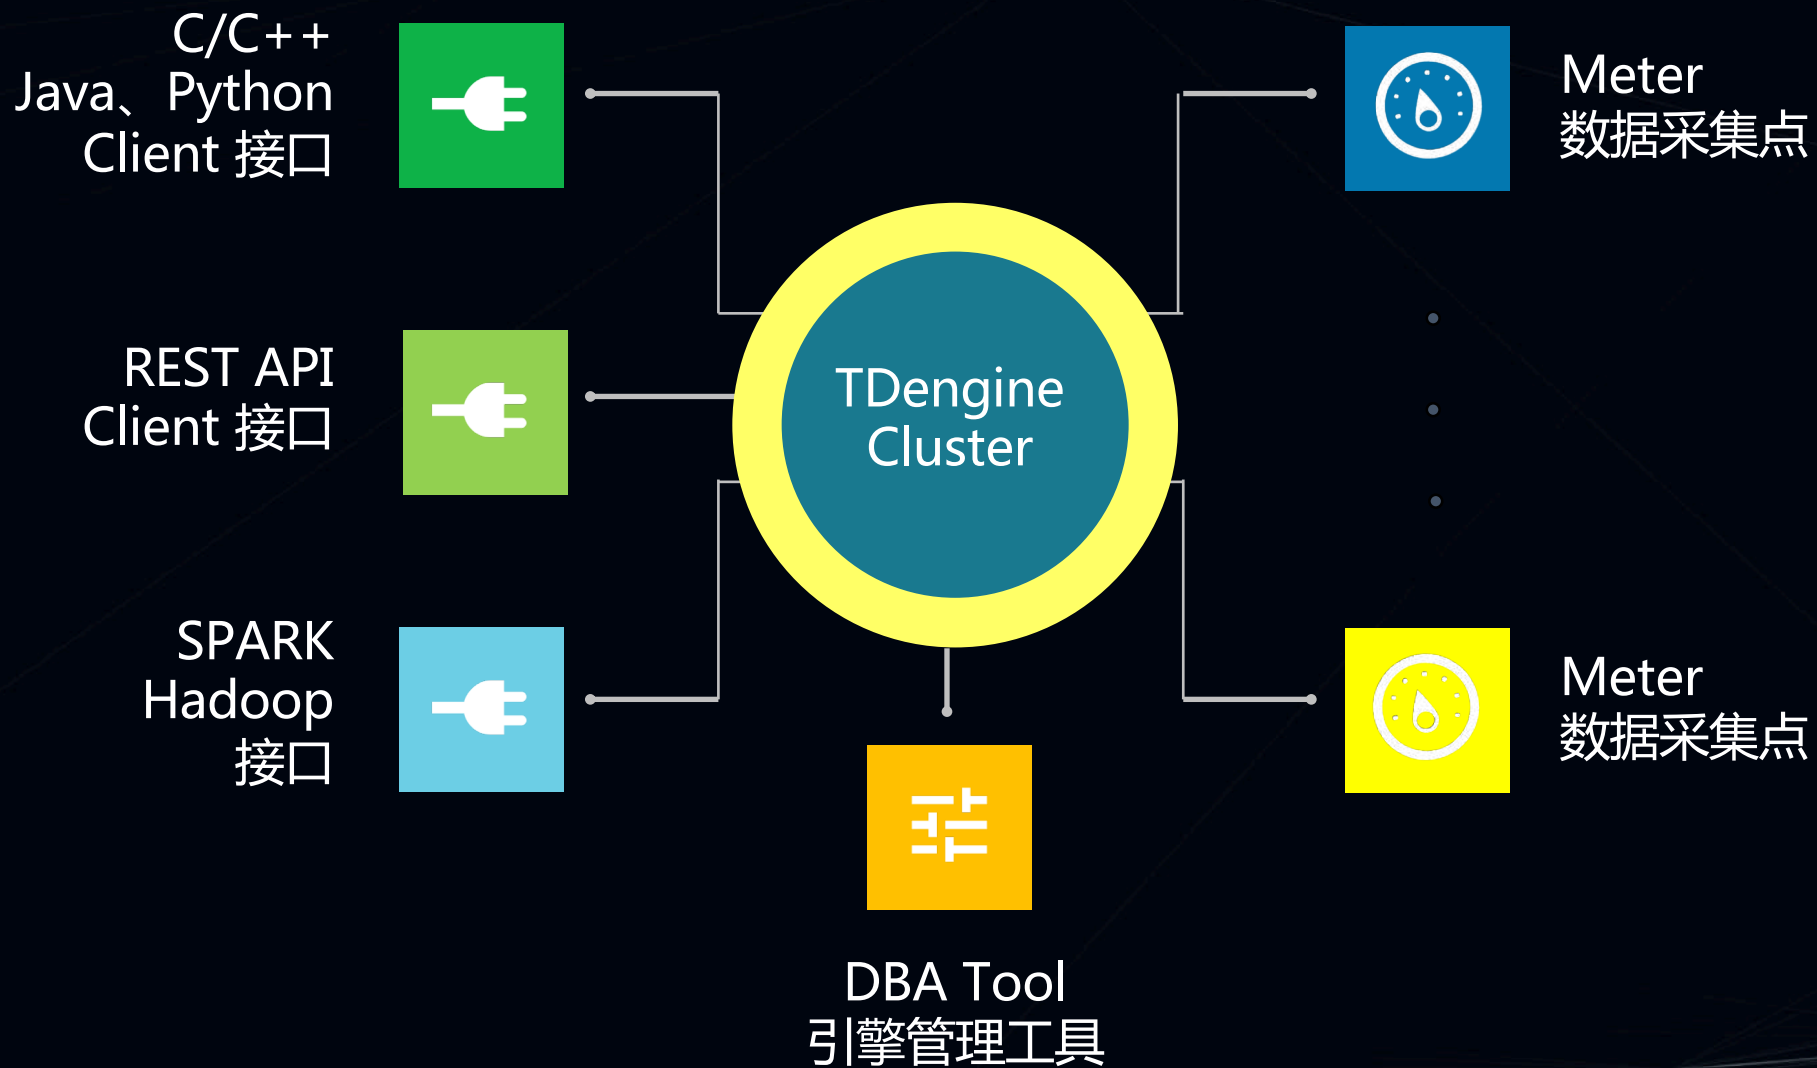 C/C++
Java、Python
Client 接口
REST API
Client 接口
SPARK
Hadoop
接口
TDengine
Cluster
DBA Tool
引擎管理工具
Meter
数据采集点
Meter
数据采集点